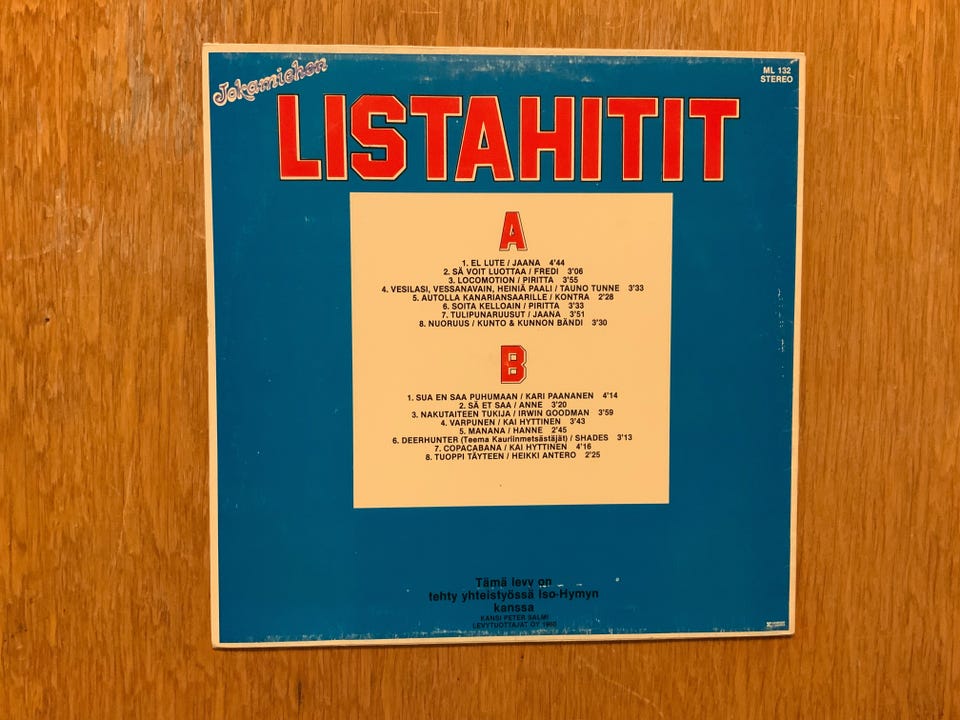 Jokamiehen
ML 132
STEREO
LISTAHITIT
A
1. EL LUTE / JAANA 4'44
2. SÄ VOIT LUOTTAA / FREDI 3'06
3. LOCOMOTION / PIRITTA 3'55
4. VESILASI, VESSANAVAIN, HEINIÄ PAALI / TAUNO TUNNE 3'33
5. AUTOLLA KANARIANSAARILLE / KONTRA 2'28
6. SOITA KELLOAIN / PIRITTA 3'33
7. TULIPUNARUUSUT / JAANA 3'51
8. NUORUUS / KUNTO & KUNNON BÄNDI 3'30
B
1. SUA EN SAA PUHUMAAN / KARI PAANANEN 4'14
2. SÄ ET SAA / ANNE 3'20
3. NAKUTAITEEN TUKIJA / IRWIN GOODMAN 3'59
4. VARPUNEN / KAI HYTTINEN 3'43
5. MANANA / HANNE 2'45
6. DEERHUNTER (Teema Kauriinmetsästäjät) / SHADES 3'13
7. COPACABANA / KAI HYTTINEN 4'16
8. TUOPPI TÄYTEEN / HEIKKI ANTERO 2'25
Tämä levy on
tehty yhteistyössä Iso-Hymyn
kanssa
KANSI PETER SALMI
LEVYTUOTTAJAT OY 1980